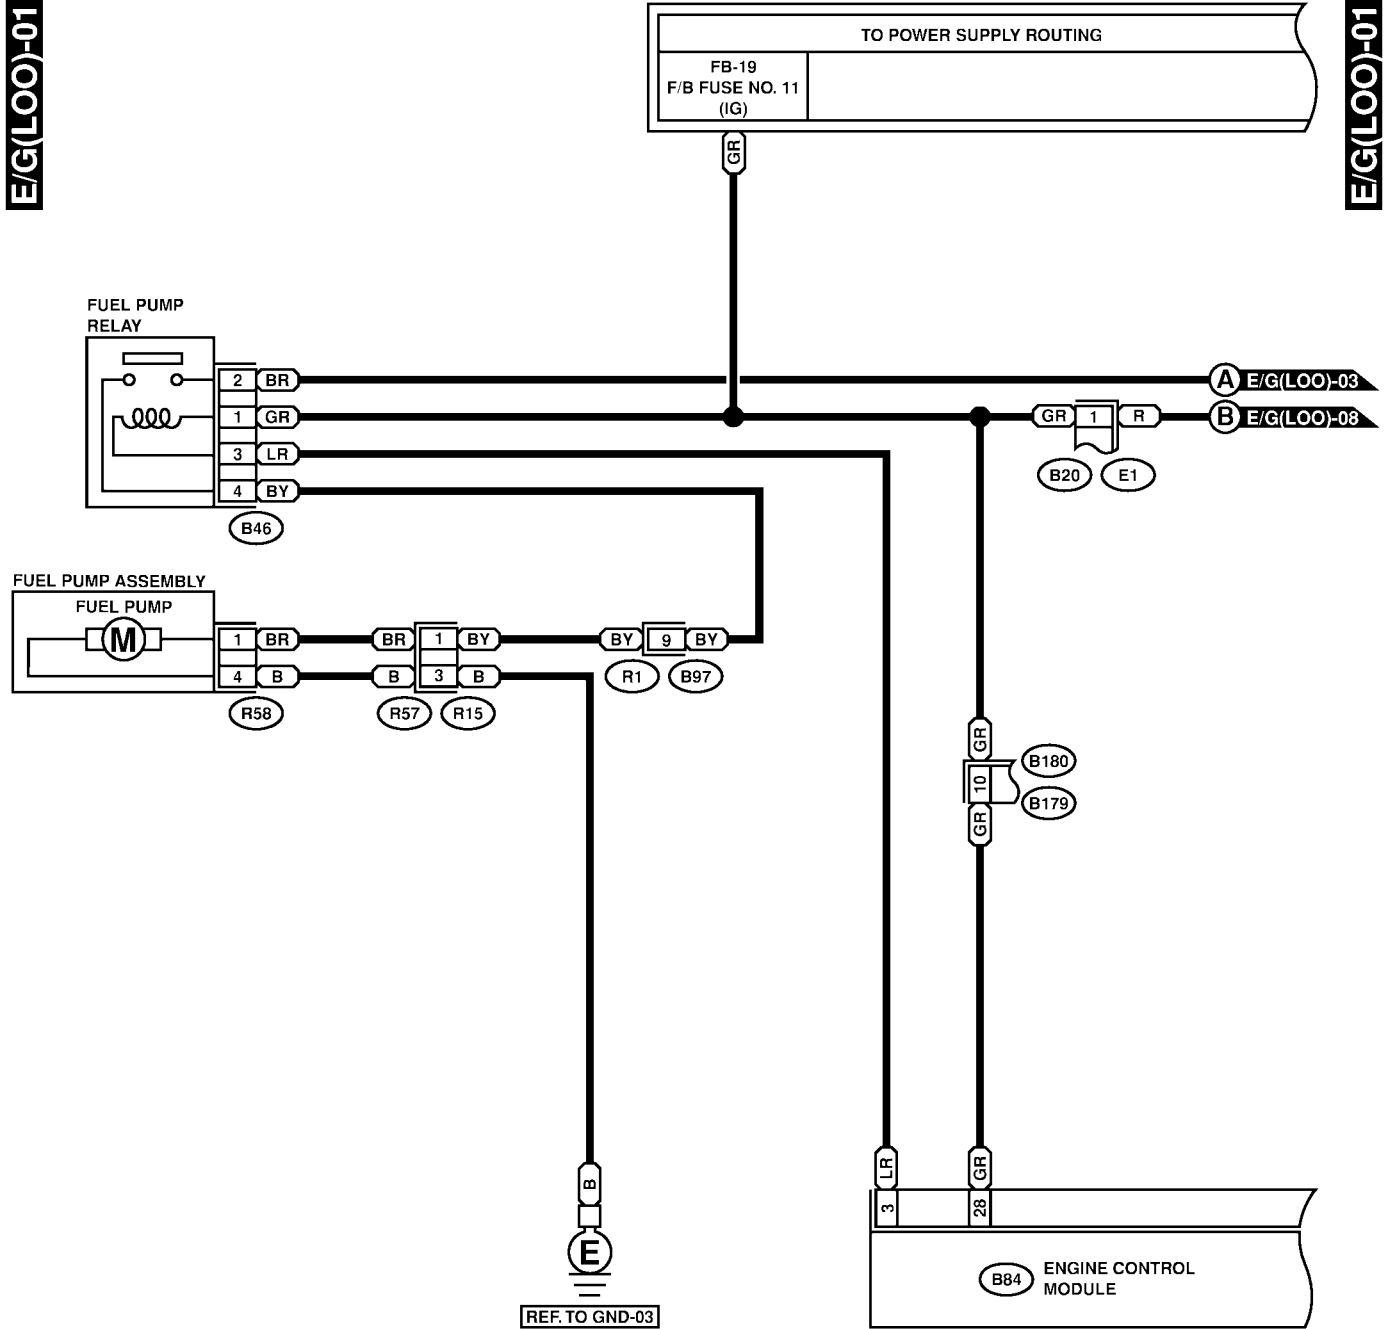 E/G(LOO)-01
E/G(LOO)-01
TO POWER SUPPLY ROUTING
FB-19
F/B FUSE NO. 11
(IG)
GR
FUEL PUMP
RELAY
2 BR
A E/G(LOO)-03
1 GR
GR 1 R
B E/G(LOO)-08
3 LR
B20 E1
4 BY
B46
FUEL PUMP ASSEMBLY
FUEL PUMP
M
1 BR
BR 1 BY
BY 9 BY
4 B
B 3 B
R1 B97
R58
R57 R15
GR
B180
10
B179
GR
LR
GR
B
3
28
E
B84
ENGINE CONTROL
MODULE
REF. TO GND-03